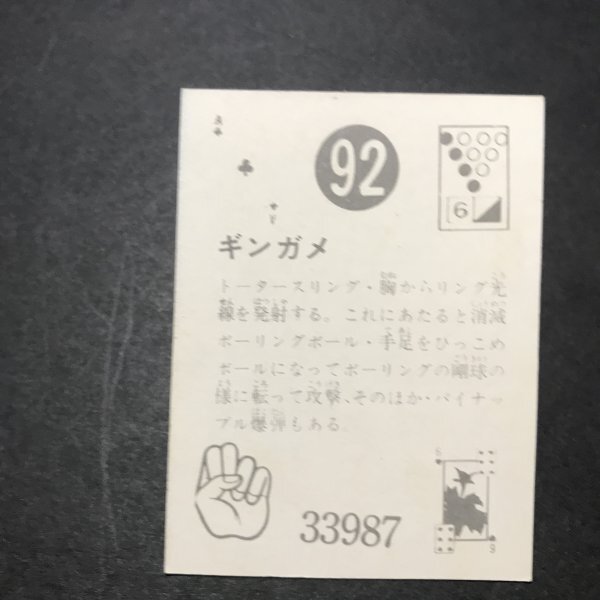 92
6
ギンガメ
トータースリング・胸からリング光
線を発射する。これにあたると消滅
ボーリングボール・手足をひっこめ
ボールになってボーリングの剛球の
様に転って攻撃、そのほか・パイナッ
プル爆弾もある
33987
6
6